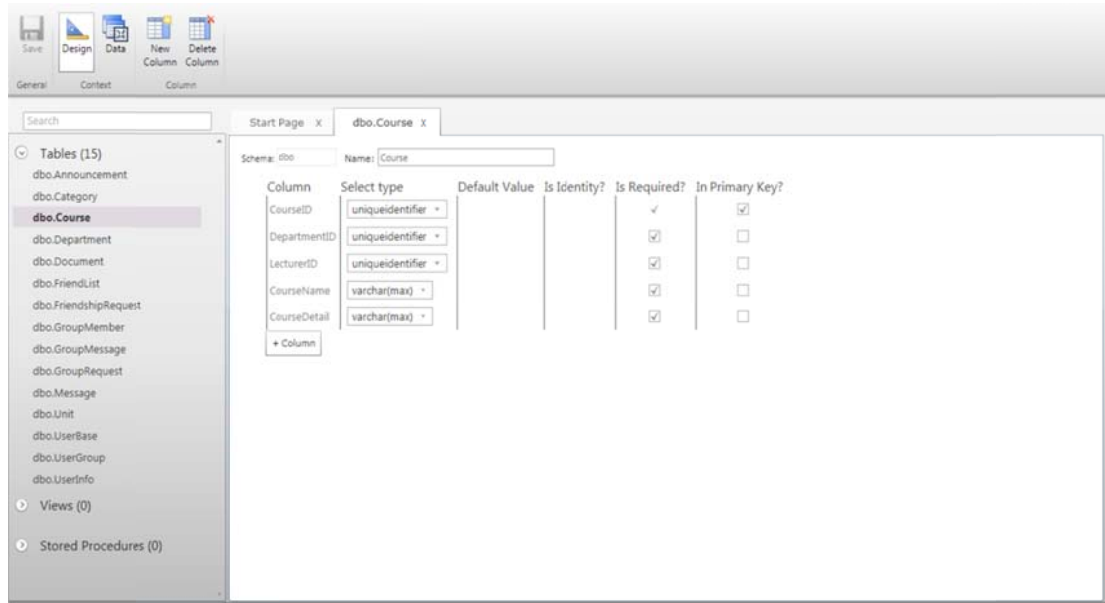 Save Design Data New Column Delete Column
General Context Column
Search
Tables (15)
dbo.Announcement
dbo.Category
dbo.Course
dbo.Department
dbo.Document
dbo.FriendList
dbo.FriendshipRequest
dbo.GroupMember
dbo.GroupMessage
dbo.GroupRequest
dbo.Message
dbo.Unit
dbo.UserBase
dbo.UserGroup
dbo.UserInfo
Views (0)
Stored Procedures (0)
Start Page X dbo.Course X
Schema: dbo Name: Course
Column Select type Default Value Is Identity? Is Required? In Primary Key?
CourseID uniqueidentifier
DepartmentID uniqueidentifier
LecturerID uniqueidentifier
CourseName varchar(max)
CourseDetail varchar(max)
+ Column